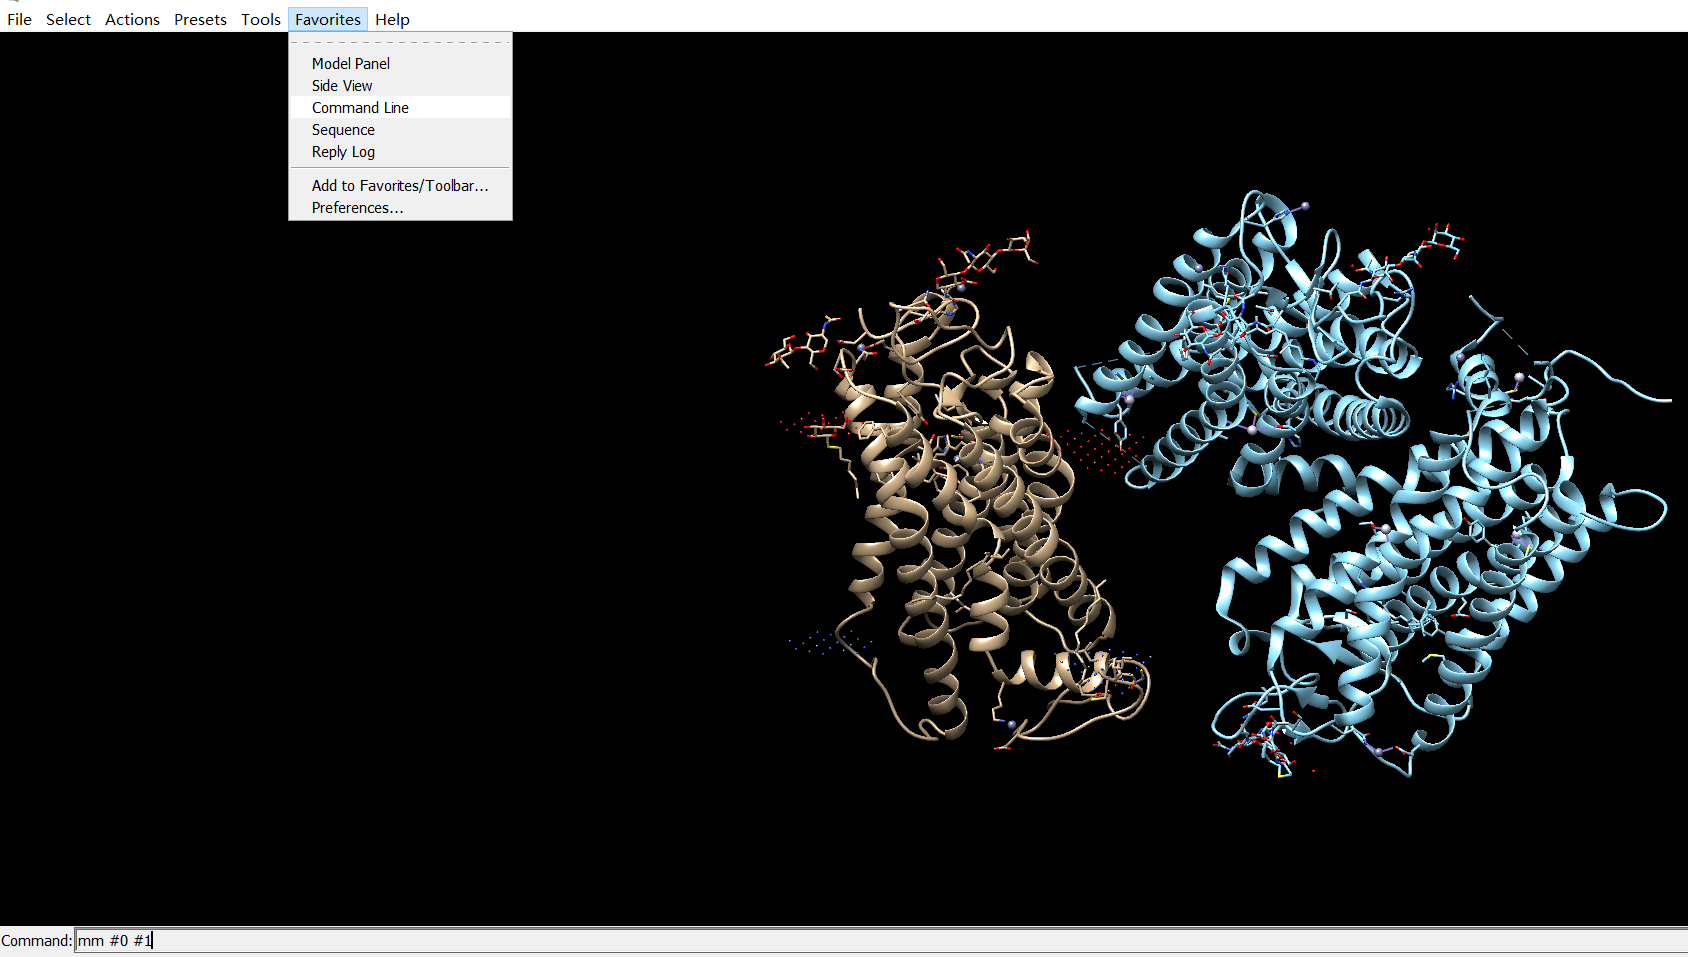 File Select Actions Presets Tools Favorites Help
Model Panel
Side View
Command Line
Sequence
Reply Log
Add to Favorites/Toolbar...
Preferences...
Command: mm #0 #1